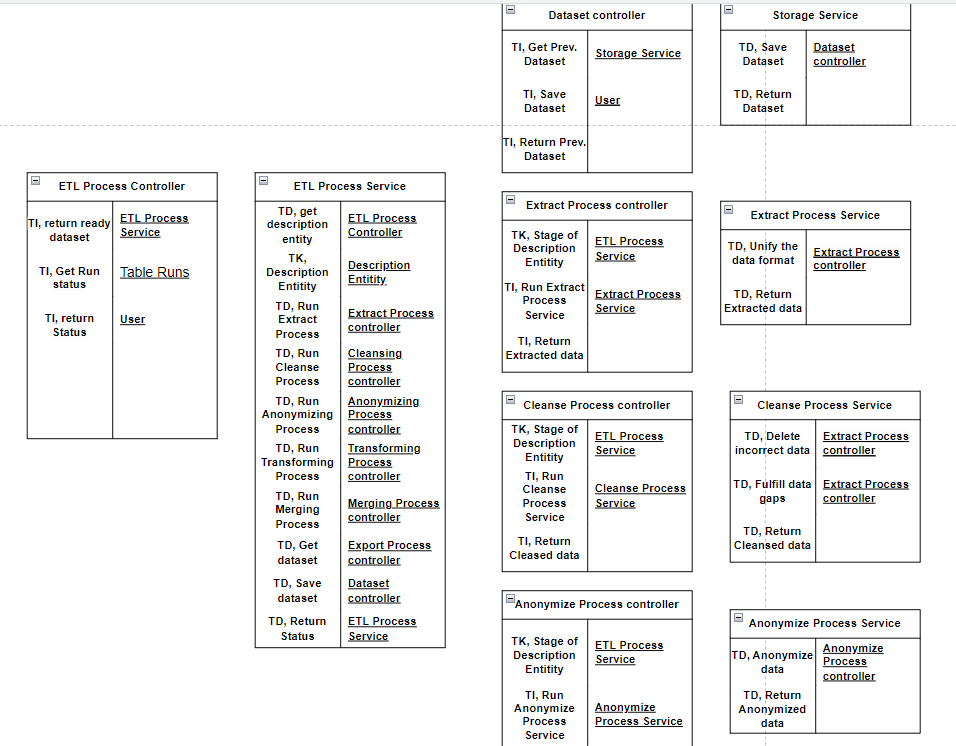 Dataset controller
TI, Get Prev.
Dataset
Storage Service
TI, Save
Dataset
User
TI, Return Prev.
Dataset
Storage Service
TD, Save
Dataset
Dataset
controller
TD, Return
Dataset
ETL Process Controller
TI, return ready
dataset
ETL Process
Service
TI, Get Run
status
Table Runs
TI, return
Status
User
ETL Process Service
TD, get
description
entity
ETL Process
Controller
TK,
Description
Entitity
Description
Entitity
TD, Run
Extract
Process
Extract Process
controller
TD, Run
Cleanse
Process
Cleansing
Process
controller
TD, Run
Anonymizing
Process
Anonymizing
Process
controller
TD, Run
Transforming
Process
Transforming
Process
controller
TD, Run
Merging
Process
Merging Process
controller
TD, Get
dataset
Export Process
controller
TD, Save
dataset
Dataset
controller
TD, Return
Status
ETL Process
Service
Extract Process controller
TK, Stage of
Description
Entitity
ETL Process
Service
TI, Run Extract
Process
Service
Extract Process
Service
TI, Return
Extracted data
Extract Process Service
TD, Unify the
data format
Extract Process
controller
TD, Return
Extracted data
Cleanse Process controller
TK, Stage of
Description
Entitity
ETL Process
Service
TI, Run
Cleanse
Process
Service
Cleanse Process
Service
TI, Return
Cleased data
Cleanse Process Service
TD, Delete
incorrect data
Extract Process
controller
TD, Fulfill data
gaps
Extract Process
controller
TD, Return
Cleansed data
Anonymize Process controller
TK, Stage of
Description
Entitity
ETL Process
Service
TI, Run
Anonymize
Process
Service
Anonymize
Process Service
Anonymize Process Service
TD, Anonymize
data
Anonymize
Process
controller
TD, Return
Anonymized
data